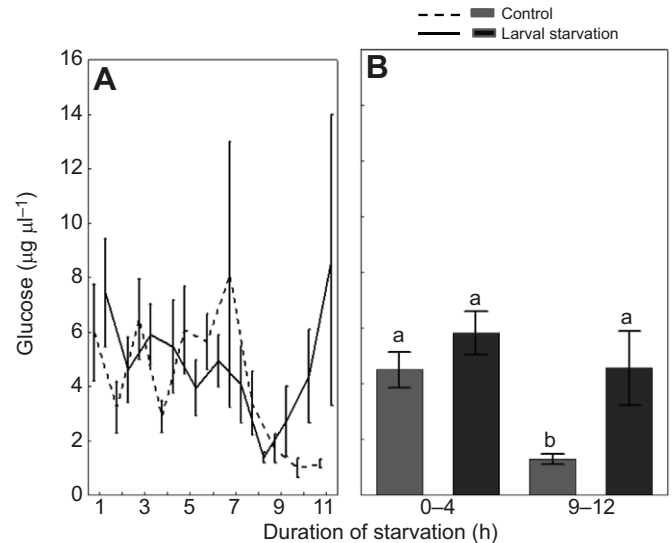 Control
Larval starvation
A
B
16
14
12
10
8
6
4
2
0
Glucose (µg µl⁻¹)
a
a
b
a
1 3 5 7 9 11
0–4 9–12
Duration of starvation (h)